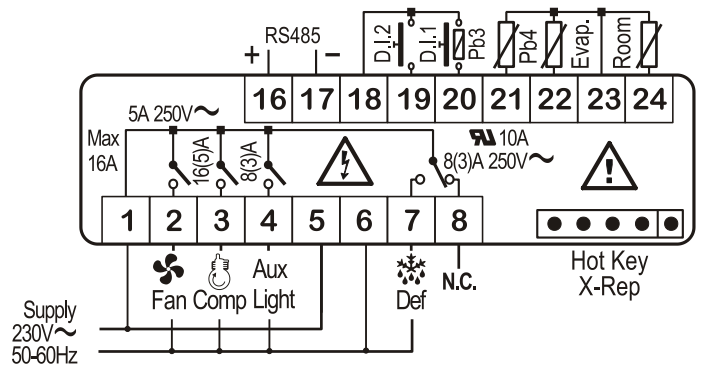 + RS485 −
D.I.2
D.I.1
Pb3
Pb4
Evap.
Room
16 17 18 19 20 21 22 23 24
5A 250V~
Max
16A
16(5)A
8(3)A
10A
8(3)A 250V~
1 2 3 4 5 6 7 8
Fan Comp
Aux
Light
Def
N.C.
Hot Key
X-Rep
Supply
230V~
50-60Hz